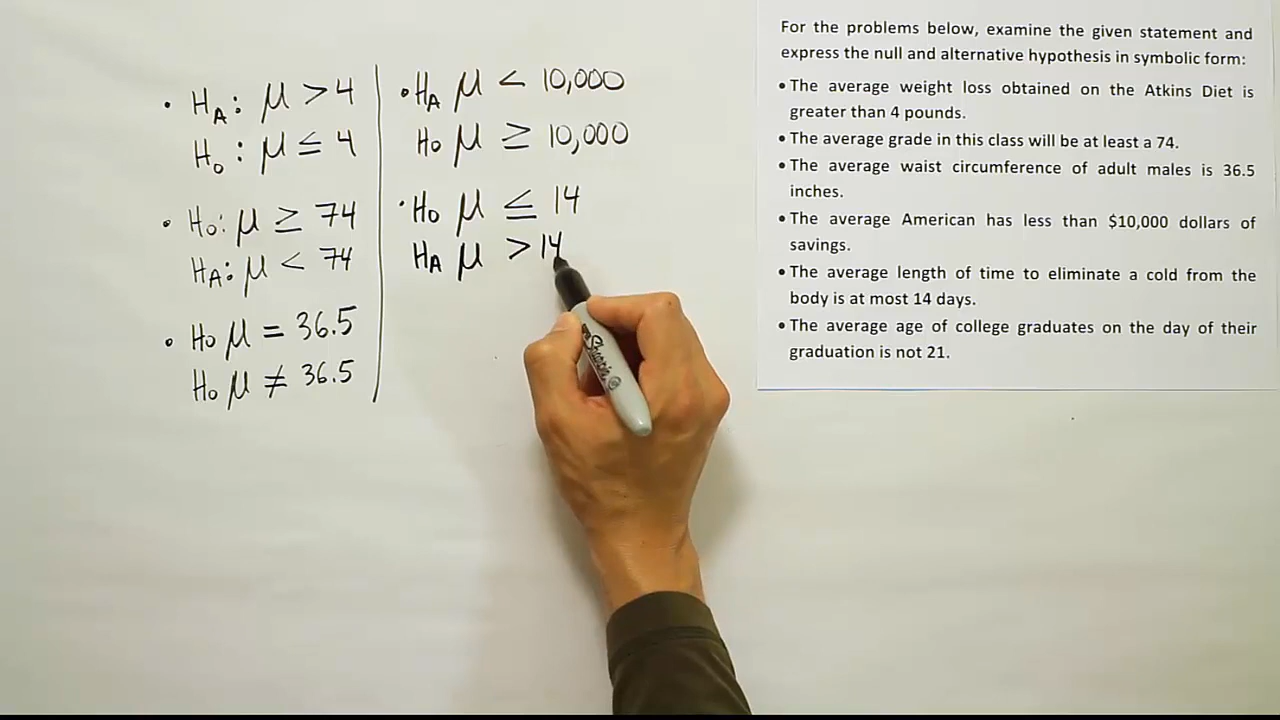 • HA: μ > 4
Ho: μ ≤ 4
• Ho: μ ≥ 74
HA: μ < 74
• Ho μ = 36.5
Ho μ ≠ 36.5
• HA μ < 10,000
Ho μ ≥ 10,000
• Ho μ ≤ 14
HA μ > 14
Sharpie
For the problems below, examine the given statement and
express the null and alternative hypothesis in symbolic form:
• The average weight loss obtained on the Atkins Diet is
greater than 4 pounds.
• The average grade in this class will be at least a 74.
• The average waist circumference of adult males is 36.5
inches.
• The average American has less than $10,000 dollars of
savings.
• The average length of time to eliminate a cold from the
body is at most 14 days.
• The average age of college graduates on the day of their
graduation is not 21.